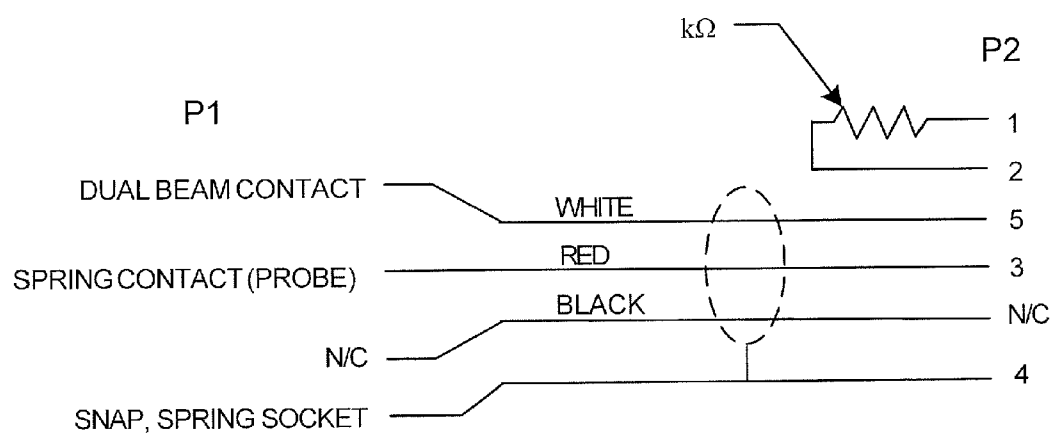 kΩ
P2
P1
1
2
DUAL BEAM CONTACT
WHITE
5
SPRING CONTACT (PROBE)
RED
3
BLACK
N/C
N/C
4
SNAP, SPRING SOCKET